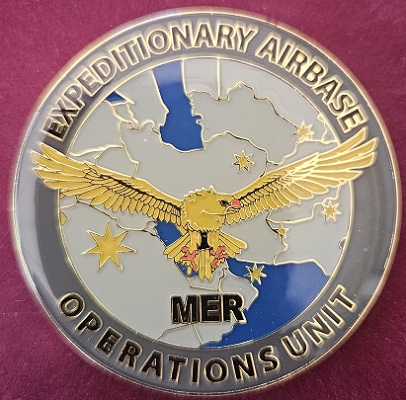 EXPEDITIONARY AIRBASE
MER
OPERATIONS UNIT